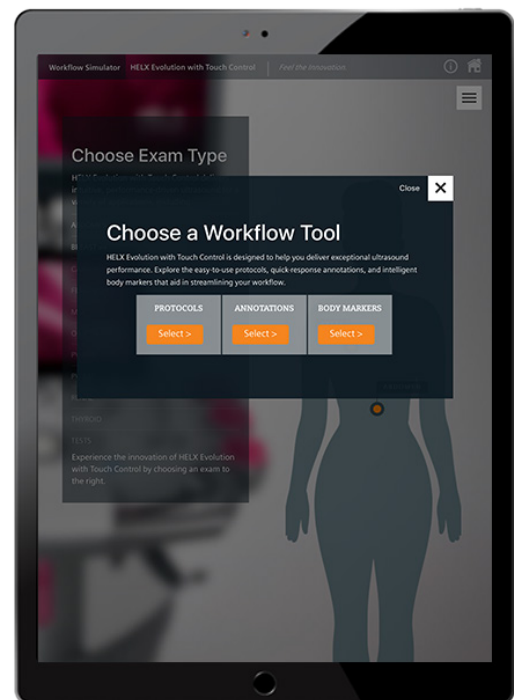 Workflow Simulator HELX Evolution with Touch Control Feel the Innovation.
Choose Exam Type
Close
Choose a Workflow Tool
HELX Evolution with Touch Control is designed to help you deliver exceptional ultrasound
performance. Explore the easy-to-use protocols, quick-response annotations, and intelligent
body markers that aid in streamlining your workflow.
PROTOCOLS ANNOTATIONS BODY MARKERS
Select > Select > Select >
THYROID
TESTS
Experience the innovation of HELX Evolution
with Touch Control by choosing an exam to
the right.